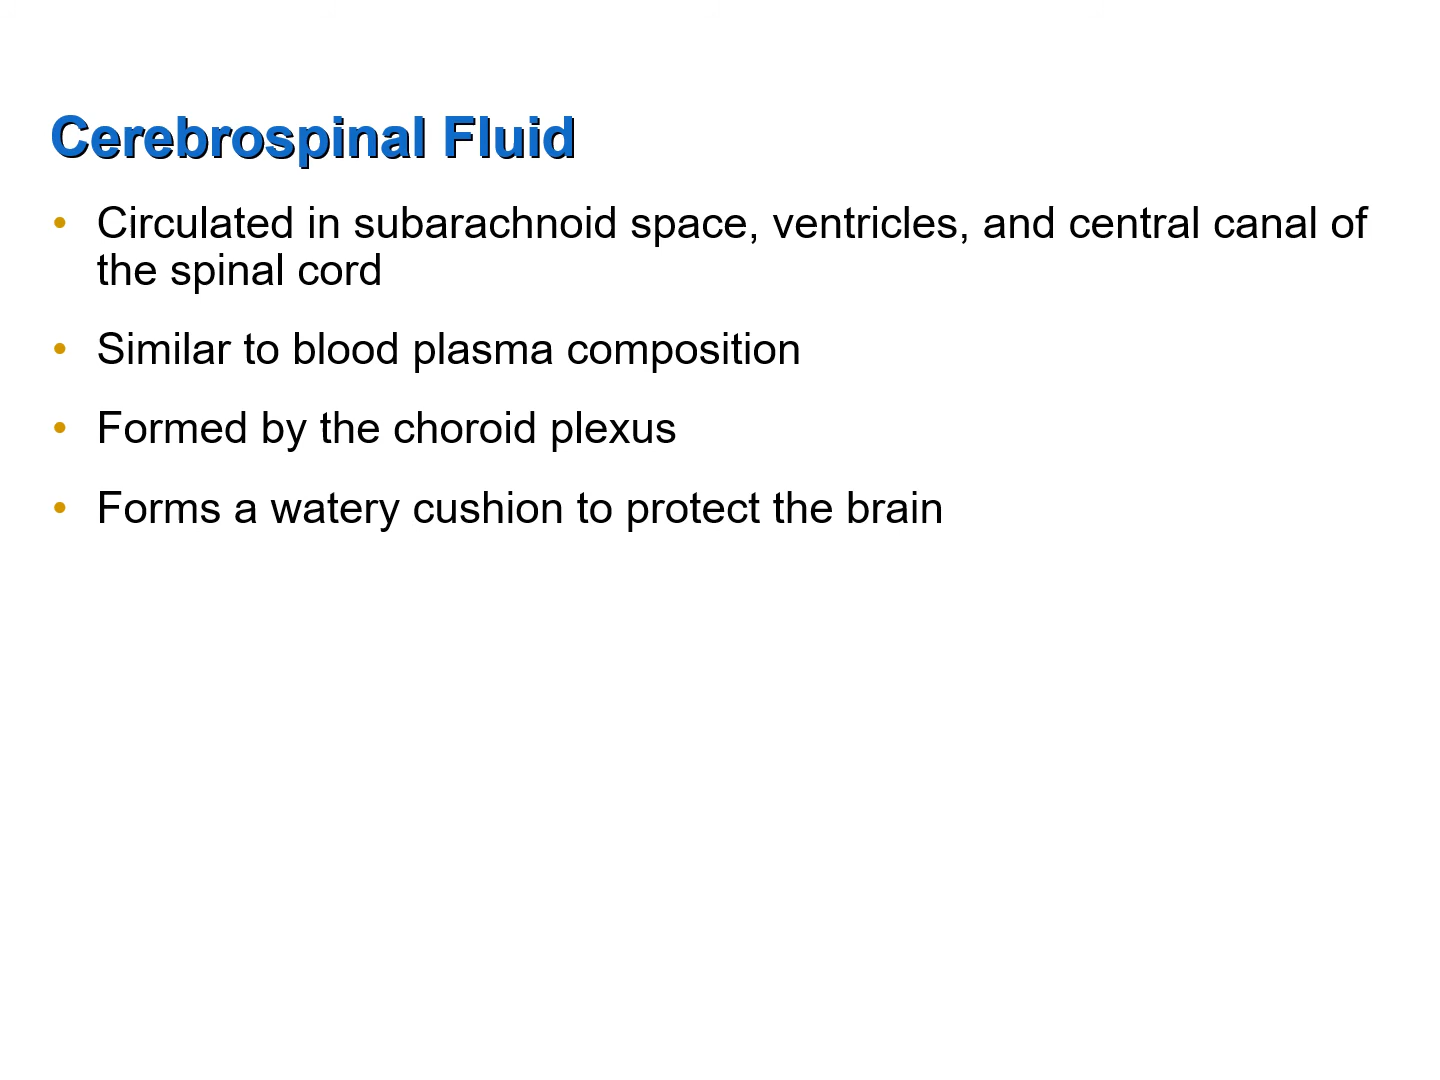 Cerebrospinal Fluid
• Circulated in subarachnoid space, ventricles, and central canal of
the spinal cord
• Similar to blood plasma composition
• Formed by the choroid plexus
• Forms a watery cushion to protect the brain